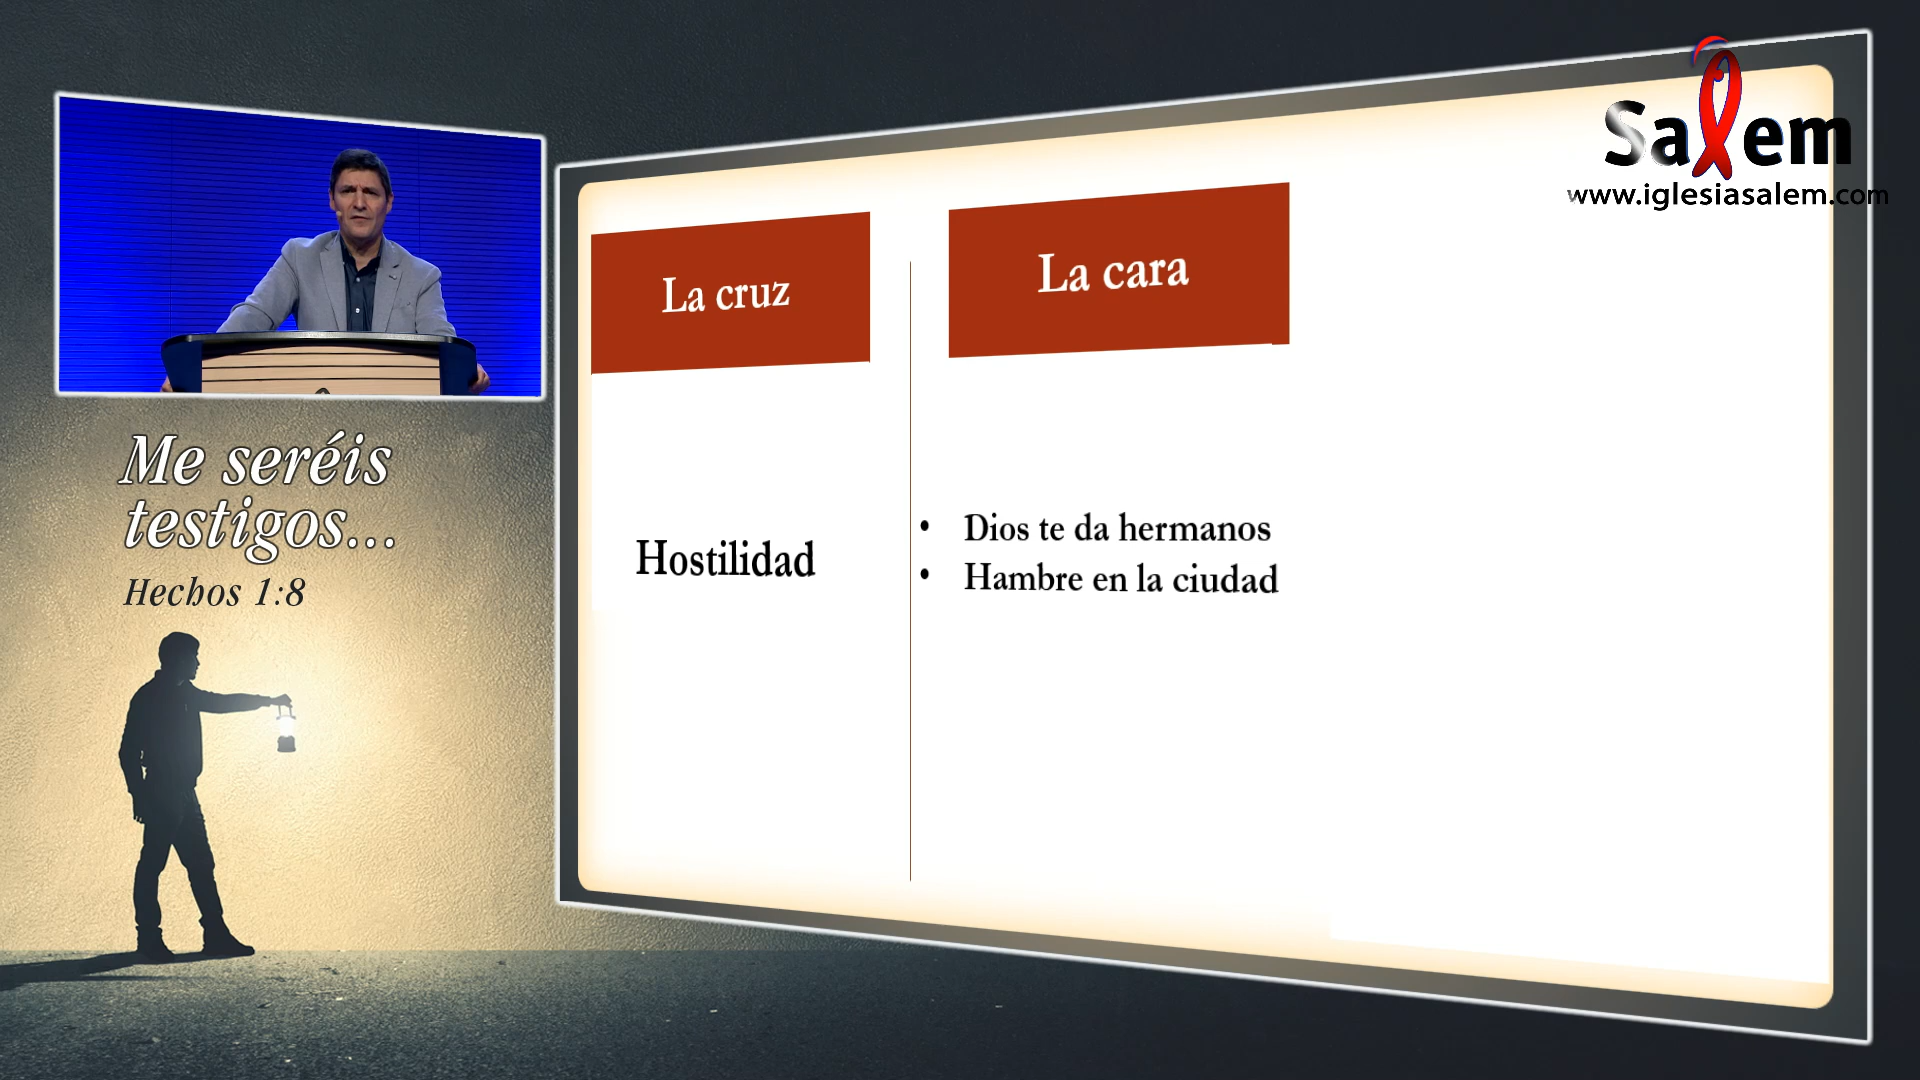 Salem
www.iglesiasalem.com
Me seréis
testigos...
Hechos 1:8
La cruz
La cara
Hostilidad
• Dios te da hermanos
• Hambre en la ciudad